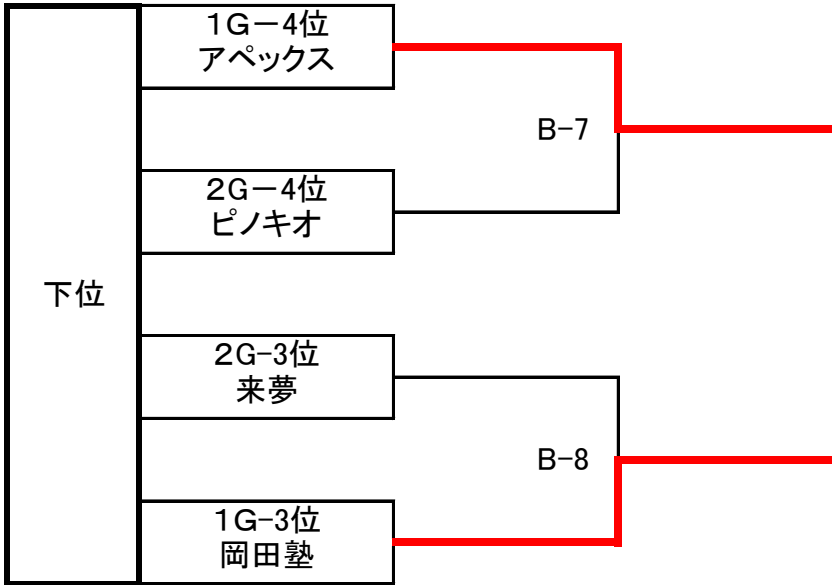 1G－4位
アペックス
B-7
2G－4位
ピノキオ
下位
2G-3位
来夢
B-8
1G-3位
岡田塾